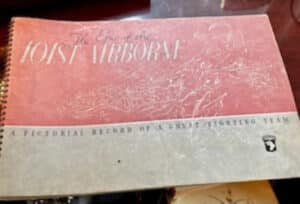 The Epic of the
101ST AIRBORNE
A PICTORIAL RECORD OF A GREAT FIGHTING TEAM